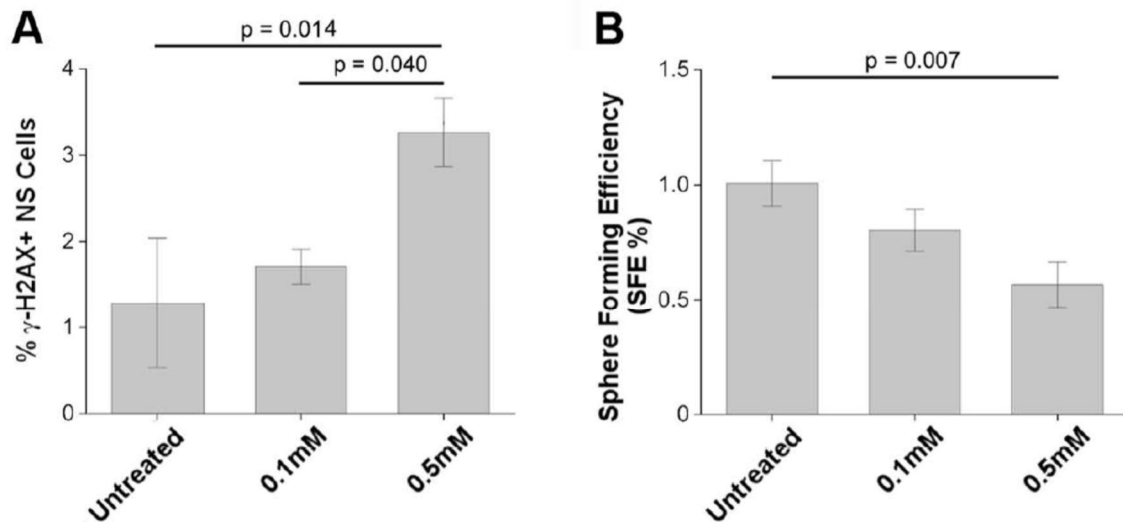 A
p = 0.014
p = 0.040
4
3
2
1
0
% γ-H2AX+ NS Cells
Untreated
0.1mM
0.5mM
B
p = 0.007
1.5
1.0
0.5
0
Sphere Forming Efficiency
(SFE %)
Untreated
0.1mM
0.5mM